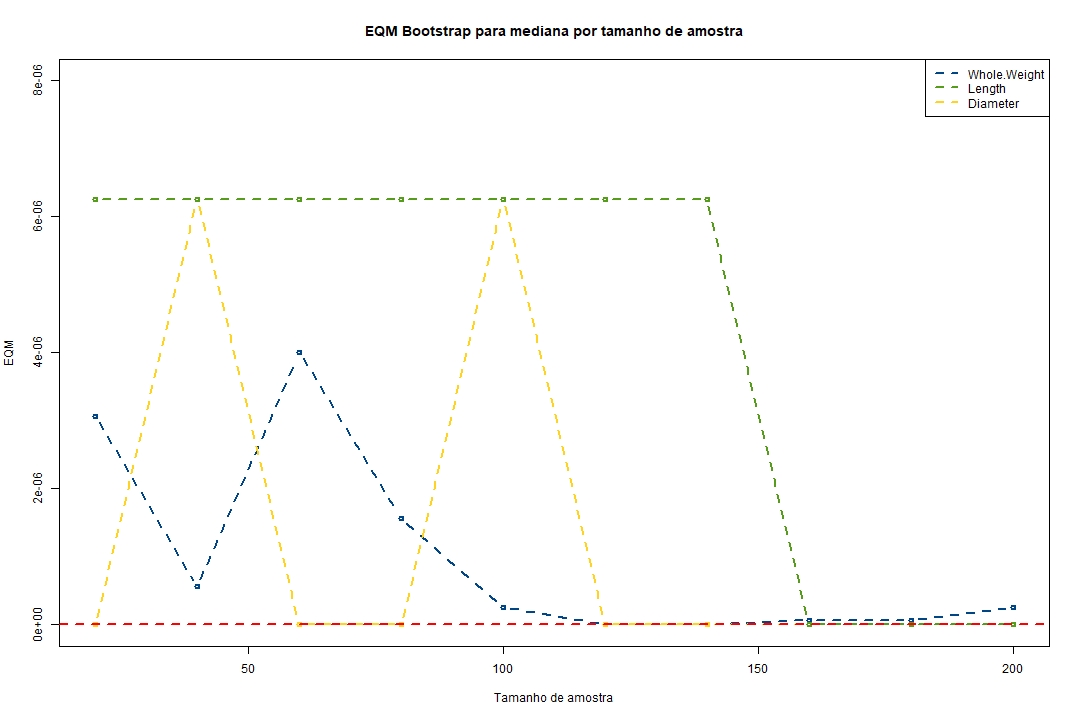 EQM Bootstrap para mediana por tamanho de amostra
Whole.Weight
Length
Diameter
8e-06
6e-06
4e-06
2e-06
0e+00
EQM
50
100
150
200
Tamanho de amostra